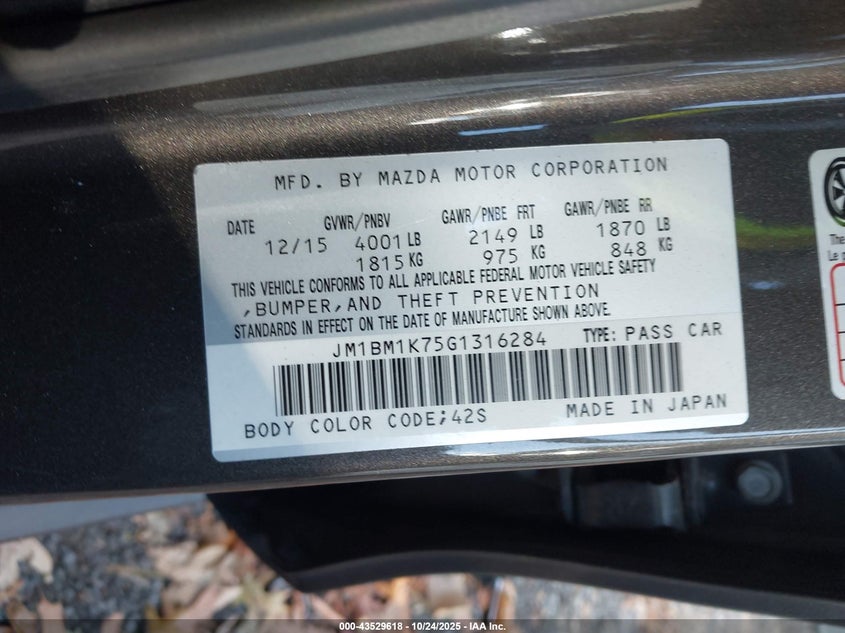 MFD. BY MAZDA MOTOR CORPORATION
DATE GVWR/PNBV GAWR/PNBE FRT GAWR/PNBE RR
12/15 4001 LB 2149 LB 1870 LB
1815 KG 975 KG 848 KG
THIS VEHICLE CONFORMS TO ALL APPLICABLE FEDERAL MOTOR VEHICLE SAFETY
,BUMPER,AND THEFT PREVENTION
STANDARDS IN EFFECT ON THE DATE OF MANUFACTURE SHOWN ABOVE.
JM1BM1K75G1316284 TYPE: PASS CAR
BODY COLOR CODE;42S MADE IN JAPAN
The
Le p
000-43529618 - 10/24/2025 - IAA Inc.